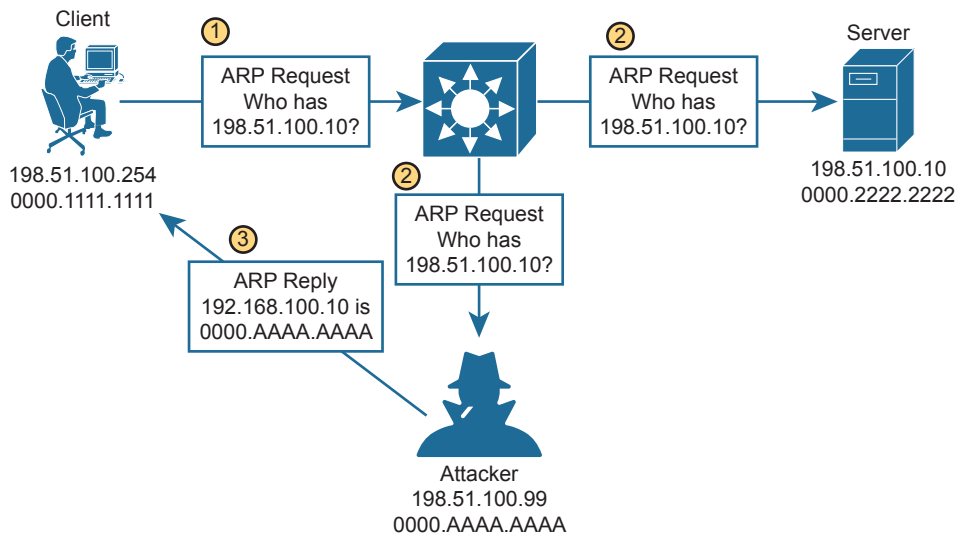 Client
1
ARP Request
Who has
198.51.100.10?
2
ARP Request
Who has
198.51.100.10?
Server
198.51.100.254
0000.1111.1111
198.51.100.10
0000.2222.2222
2
ARP Request
Who has
198.51.100.10?
3
ARP Reply
192.168.100.10 is
0000.AAAA.AAAA
Attacker
198.51.100.99
0000.AAAA.AAAA